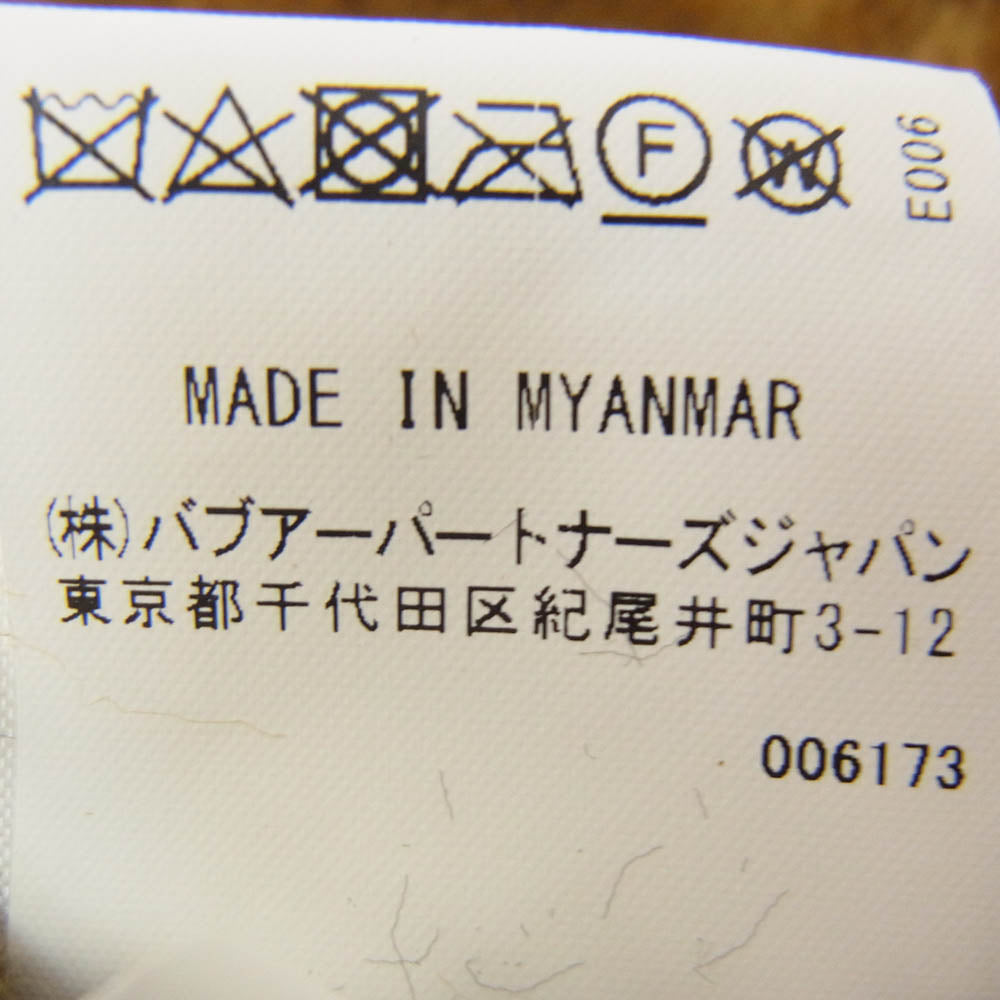 F W E006
MADE IN MYANMAR
(株)バブアーパートナーズジャパン
東京都千代田区紀尾井町3-12
006173